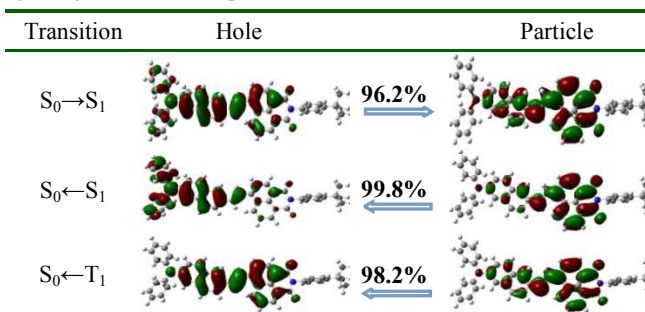 Transition Hole Particle
S₀→S₁ 96.2%
S₀←S₁ 99.8%
S₀←T₁ 98.2%